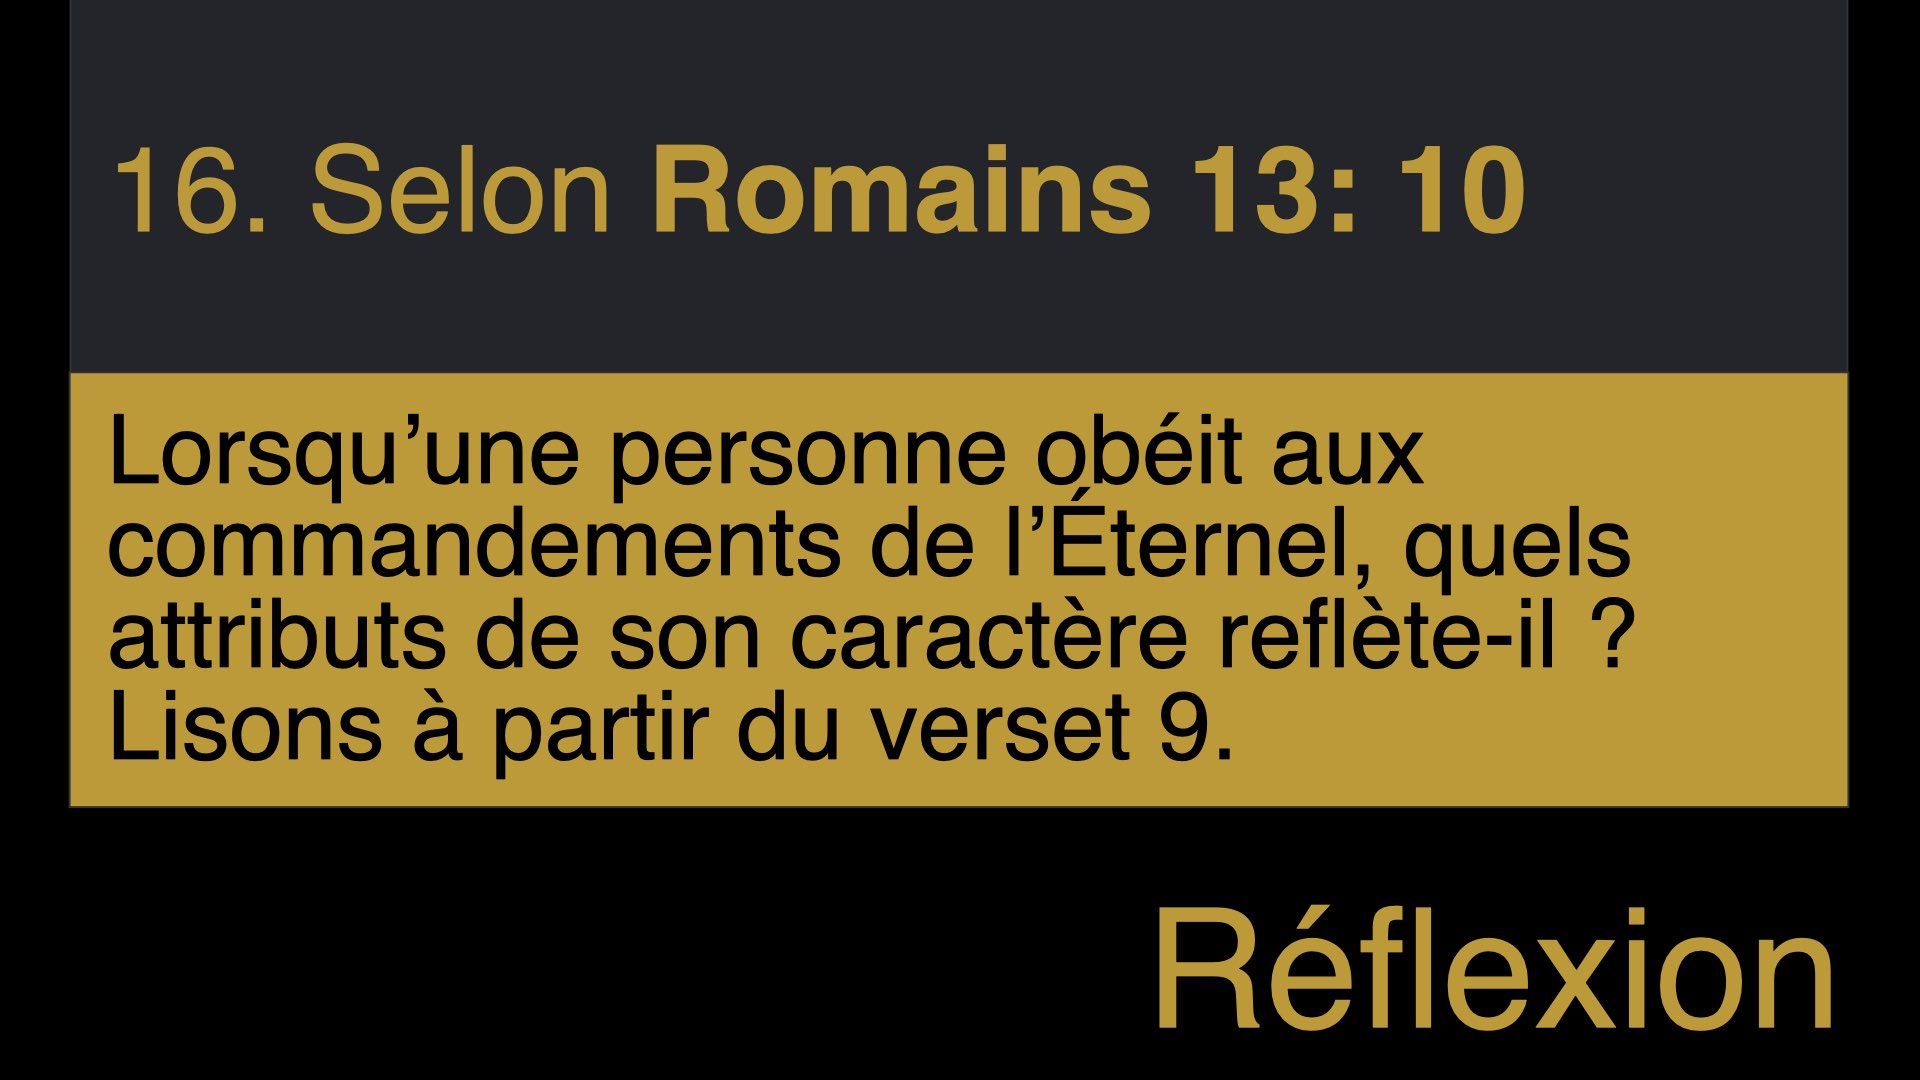 16. Selon Romains 13: 10
Lorsqu’une personne obéit aux
commandements de l’Éternel, quels
attributs de son caractère reflète-il ?
Lisons à partir du verset 9.
Réflexion